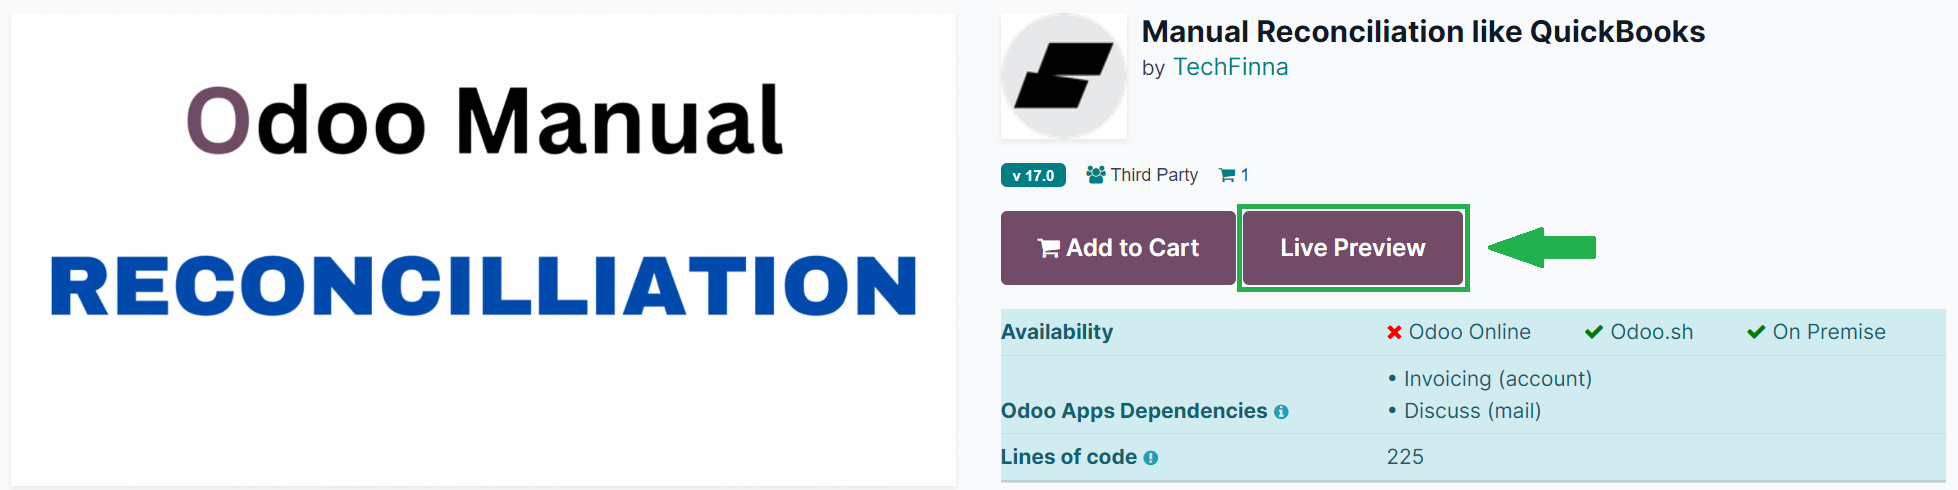 Odoo Manual
RECONCILLIATION
Manual Reconciliation like QuickBooks
by TechFinna
v 17.0 Third Party 1
Add to Cart Live Preview
Availability Odoo Online Odoo.sh On Premise
• Invoicing (account)
Odoo Apps Dependencies • Discuss (mail)
Lines of code 225